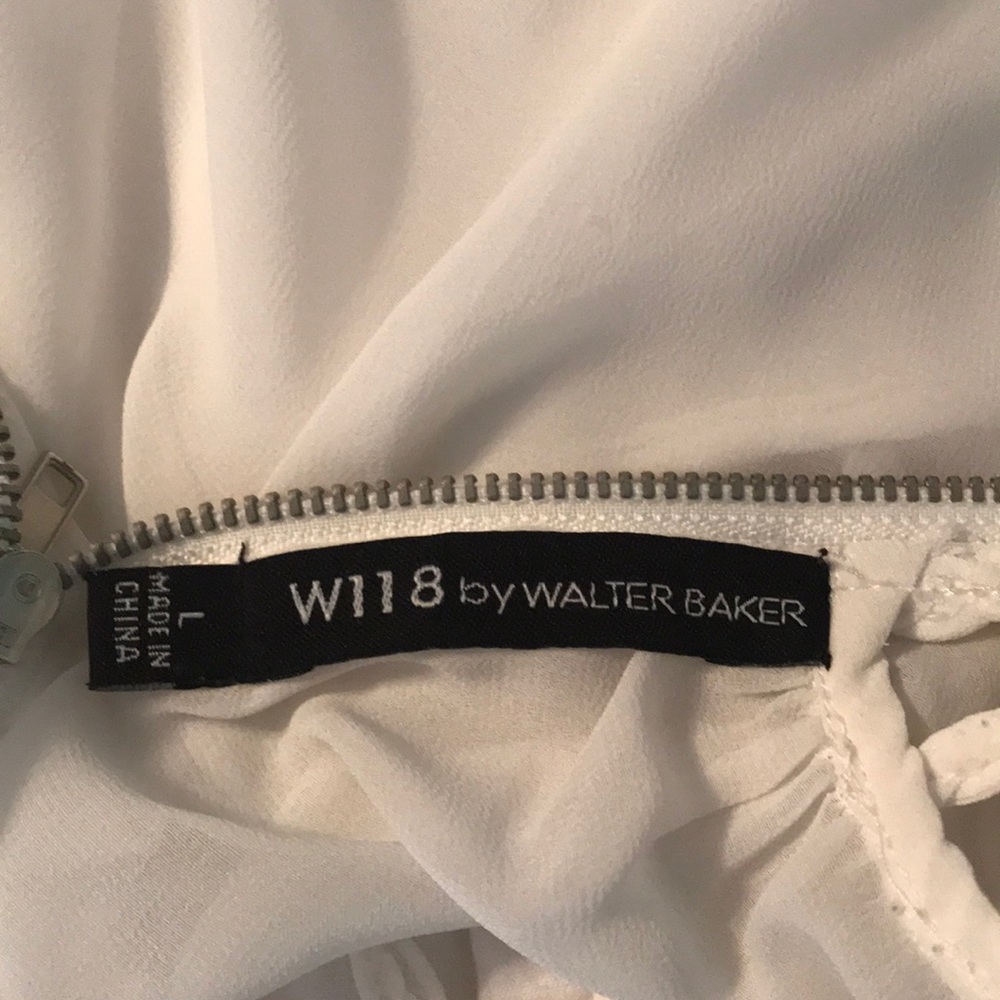 W118 by WALTER BAKER
L
MADE IN
CHINA